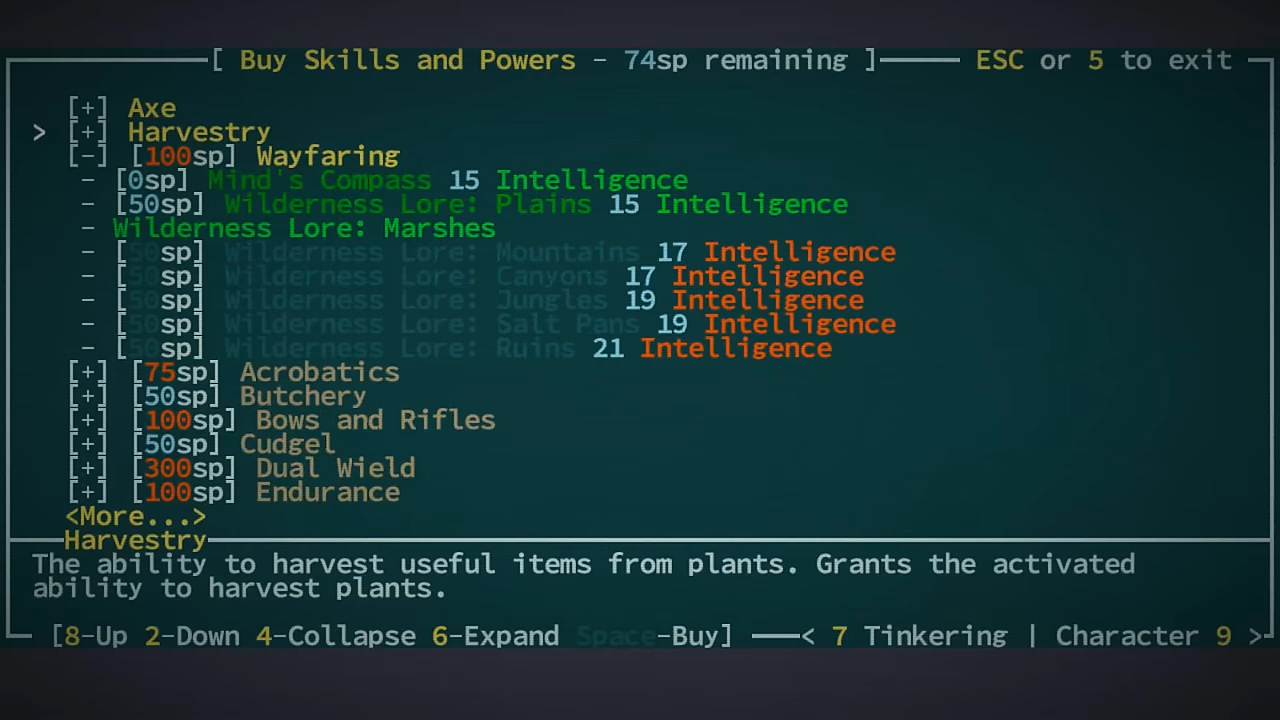 [ Buy Skills and Powers - 74sp remaining ] ESC or 5 to exit
[+] Axe
> [+] Harvestry
[-] [100sp] Wayfaring
- [0sp] Mind's Compass 15 Intelligence
- [50sp] Wilderness Lore: Plains 15 Intelligence
- Wilderness Lore: Marshes
- [50sp] Wilderness Lore: Mountains 17 Intelligence
- [50sp] Wilderness Lore: Canyons 17 Intelligence
- [50sp] Wilderness Lore: Jungles 19 Intelligence
- [50sp] Wilderness Lore: Salt Pans 19 Intelligence
- [50sp] Wilderness Lore: Ruins 21 Intelligence
[+] [75sp] Acrobatics
[+] [50sp] Butchery
[+] [100sp] Bows and Rifles
[+] [50sp] Cudgel
[+] [300sp] Dual Wield
[+] [100sp] Endurance
<More...>
Harvestry
The ability to harvest useful items from plants. Grants the activated
ability to harvest plants.
[8-Up 2-Down 4-Collapse 6-Expand Space-Buy] < 7 Tinkering | Character 9 >